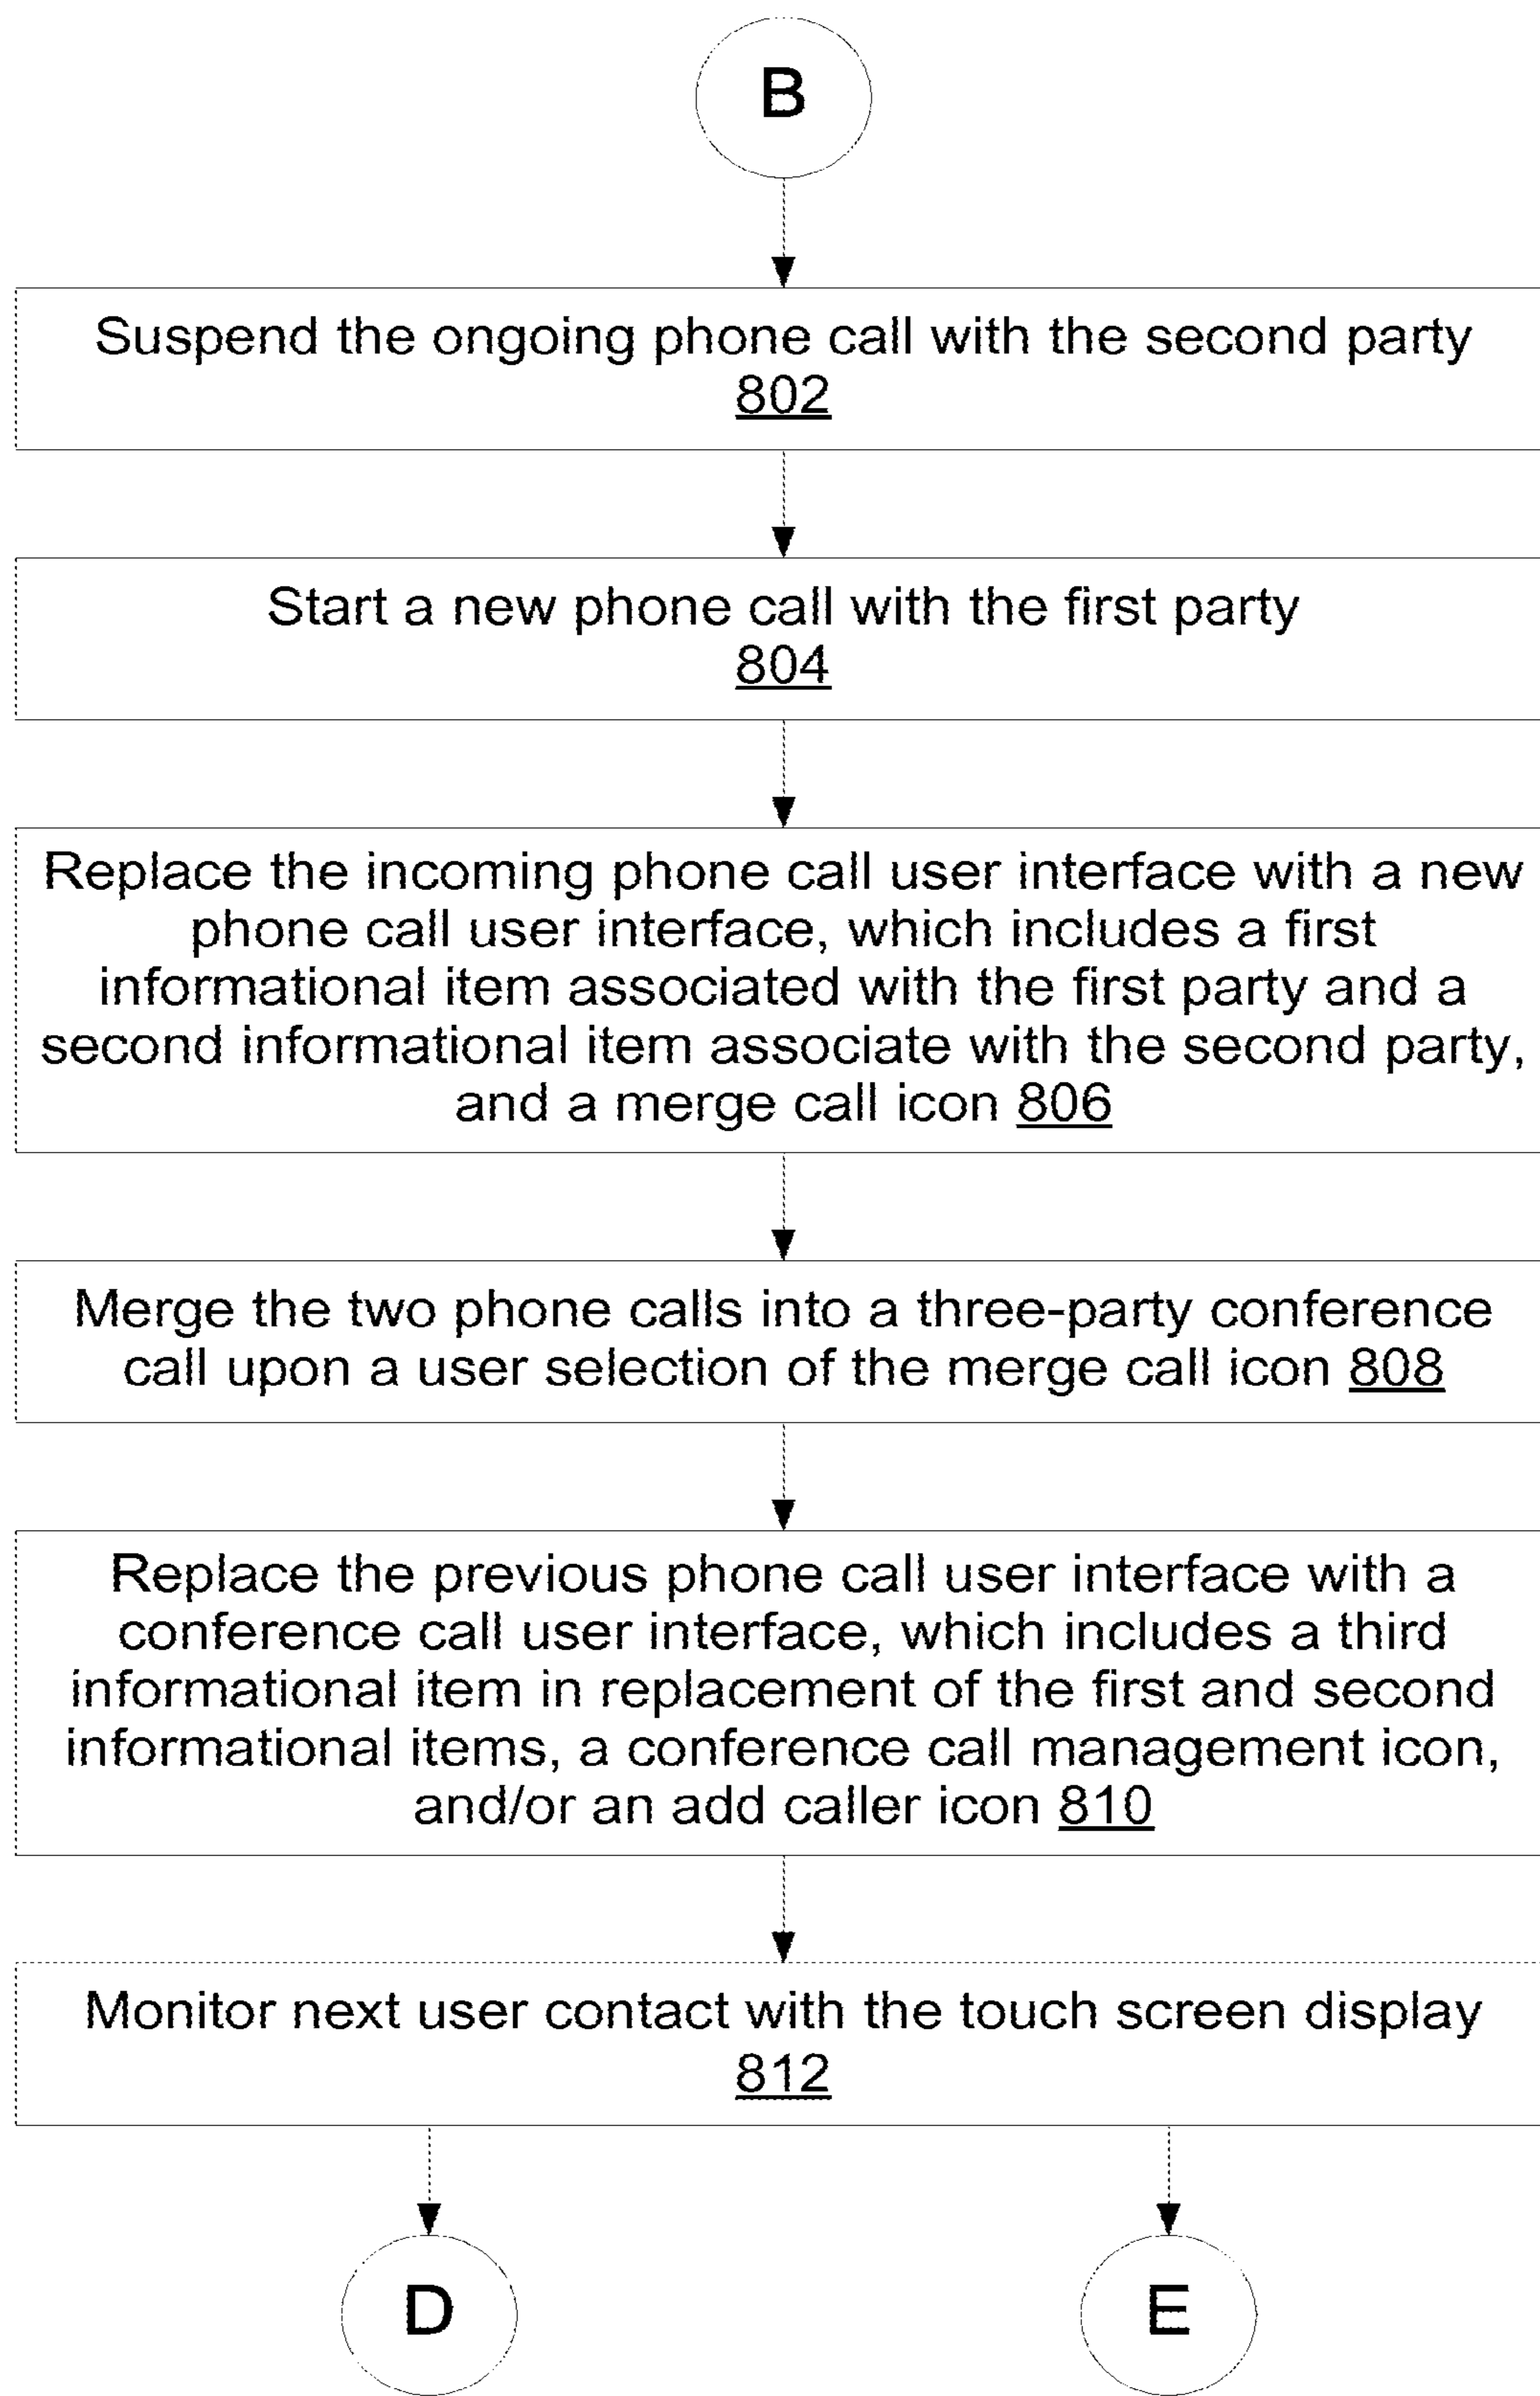 B
Suspend the ongoing phone call with the second party
802
Start a new phone call with the first party
804
Replace the incoming phone call user interface with a new
phone call user interface, which includes a first
informational item associated with the first party and a
second informational item associate with the second party,
and a merge call icon 806
Merge the two phone calls into a three-party conference
call upon a user selection of the merge call icon 808
Replace the previous phone call user interface with a
conference call user interface, which includes a third
informational item in replacement of the first and second
informational items, a conference call management icon,
and/or an add caller icon 810
Monitor next user contact with the touch screen display
812
D
E